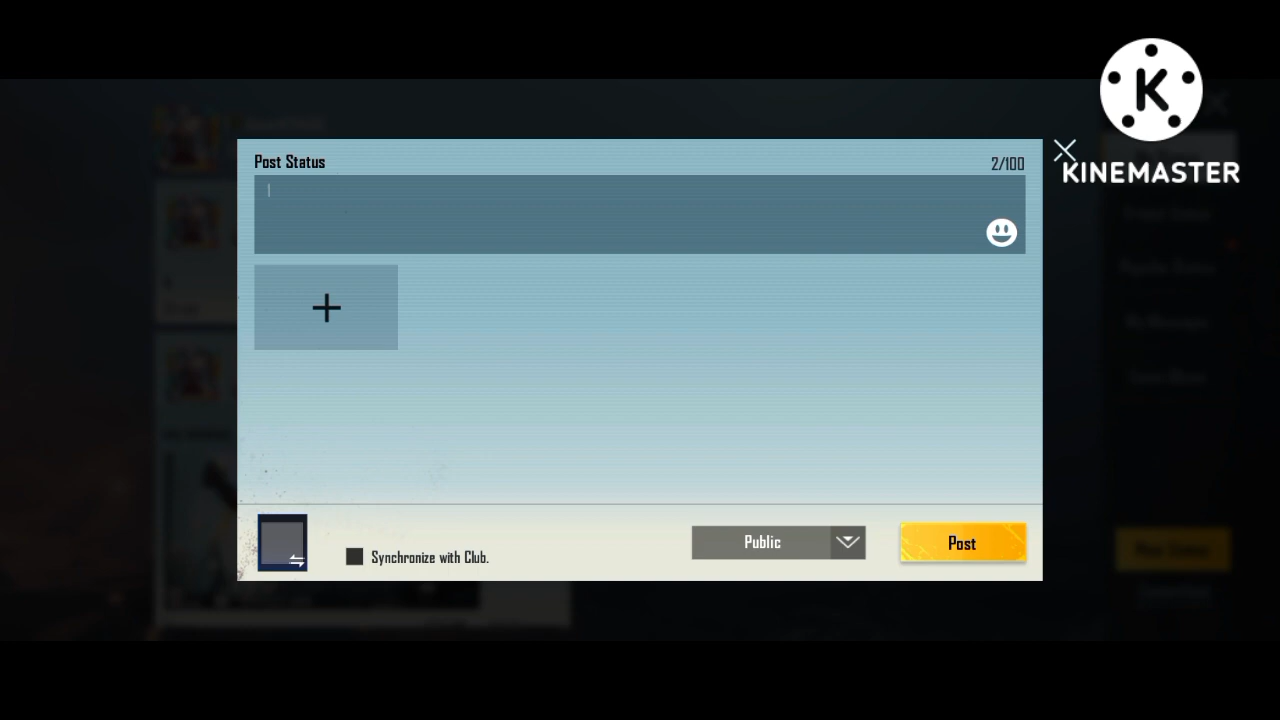 Post Status
2/100
K
KINEMASTER
Synchronize with Club.
Public
Post